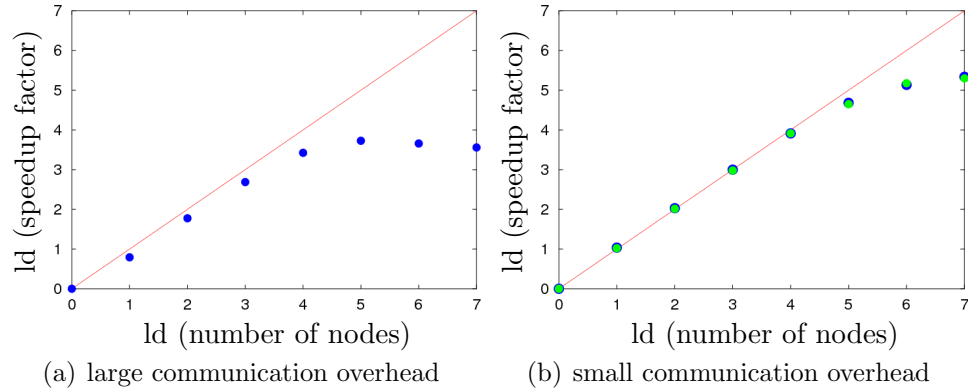 7
6
5
4
3
2
1
0
ld (speedup factor)
0 1 2 3 4 5 6 7
ld (number of nodes)
(a) large communication overhead
7
6
5
4
3
2
1
0
ld (speedup factor)
0 1 2 3 4 5 6 7
ld (number of nodes)
(b) small communication overhead